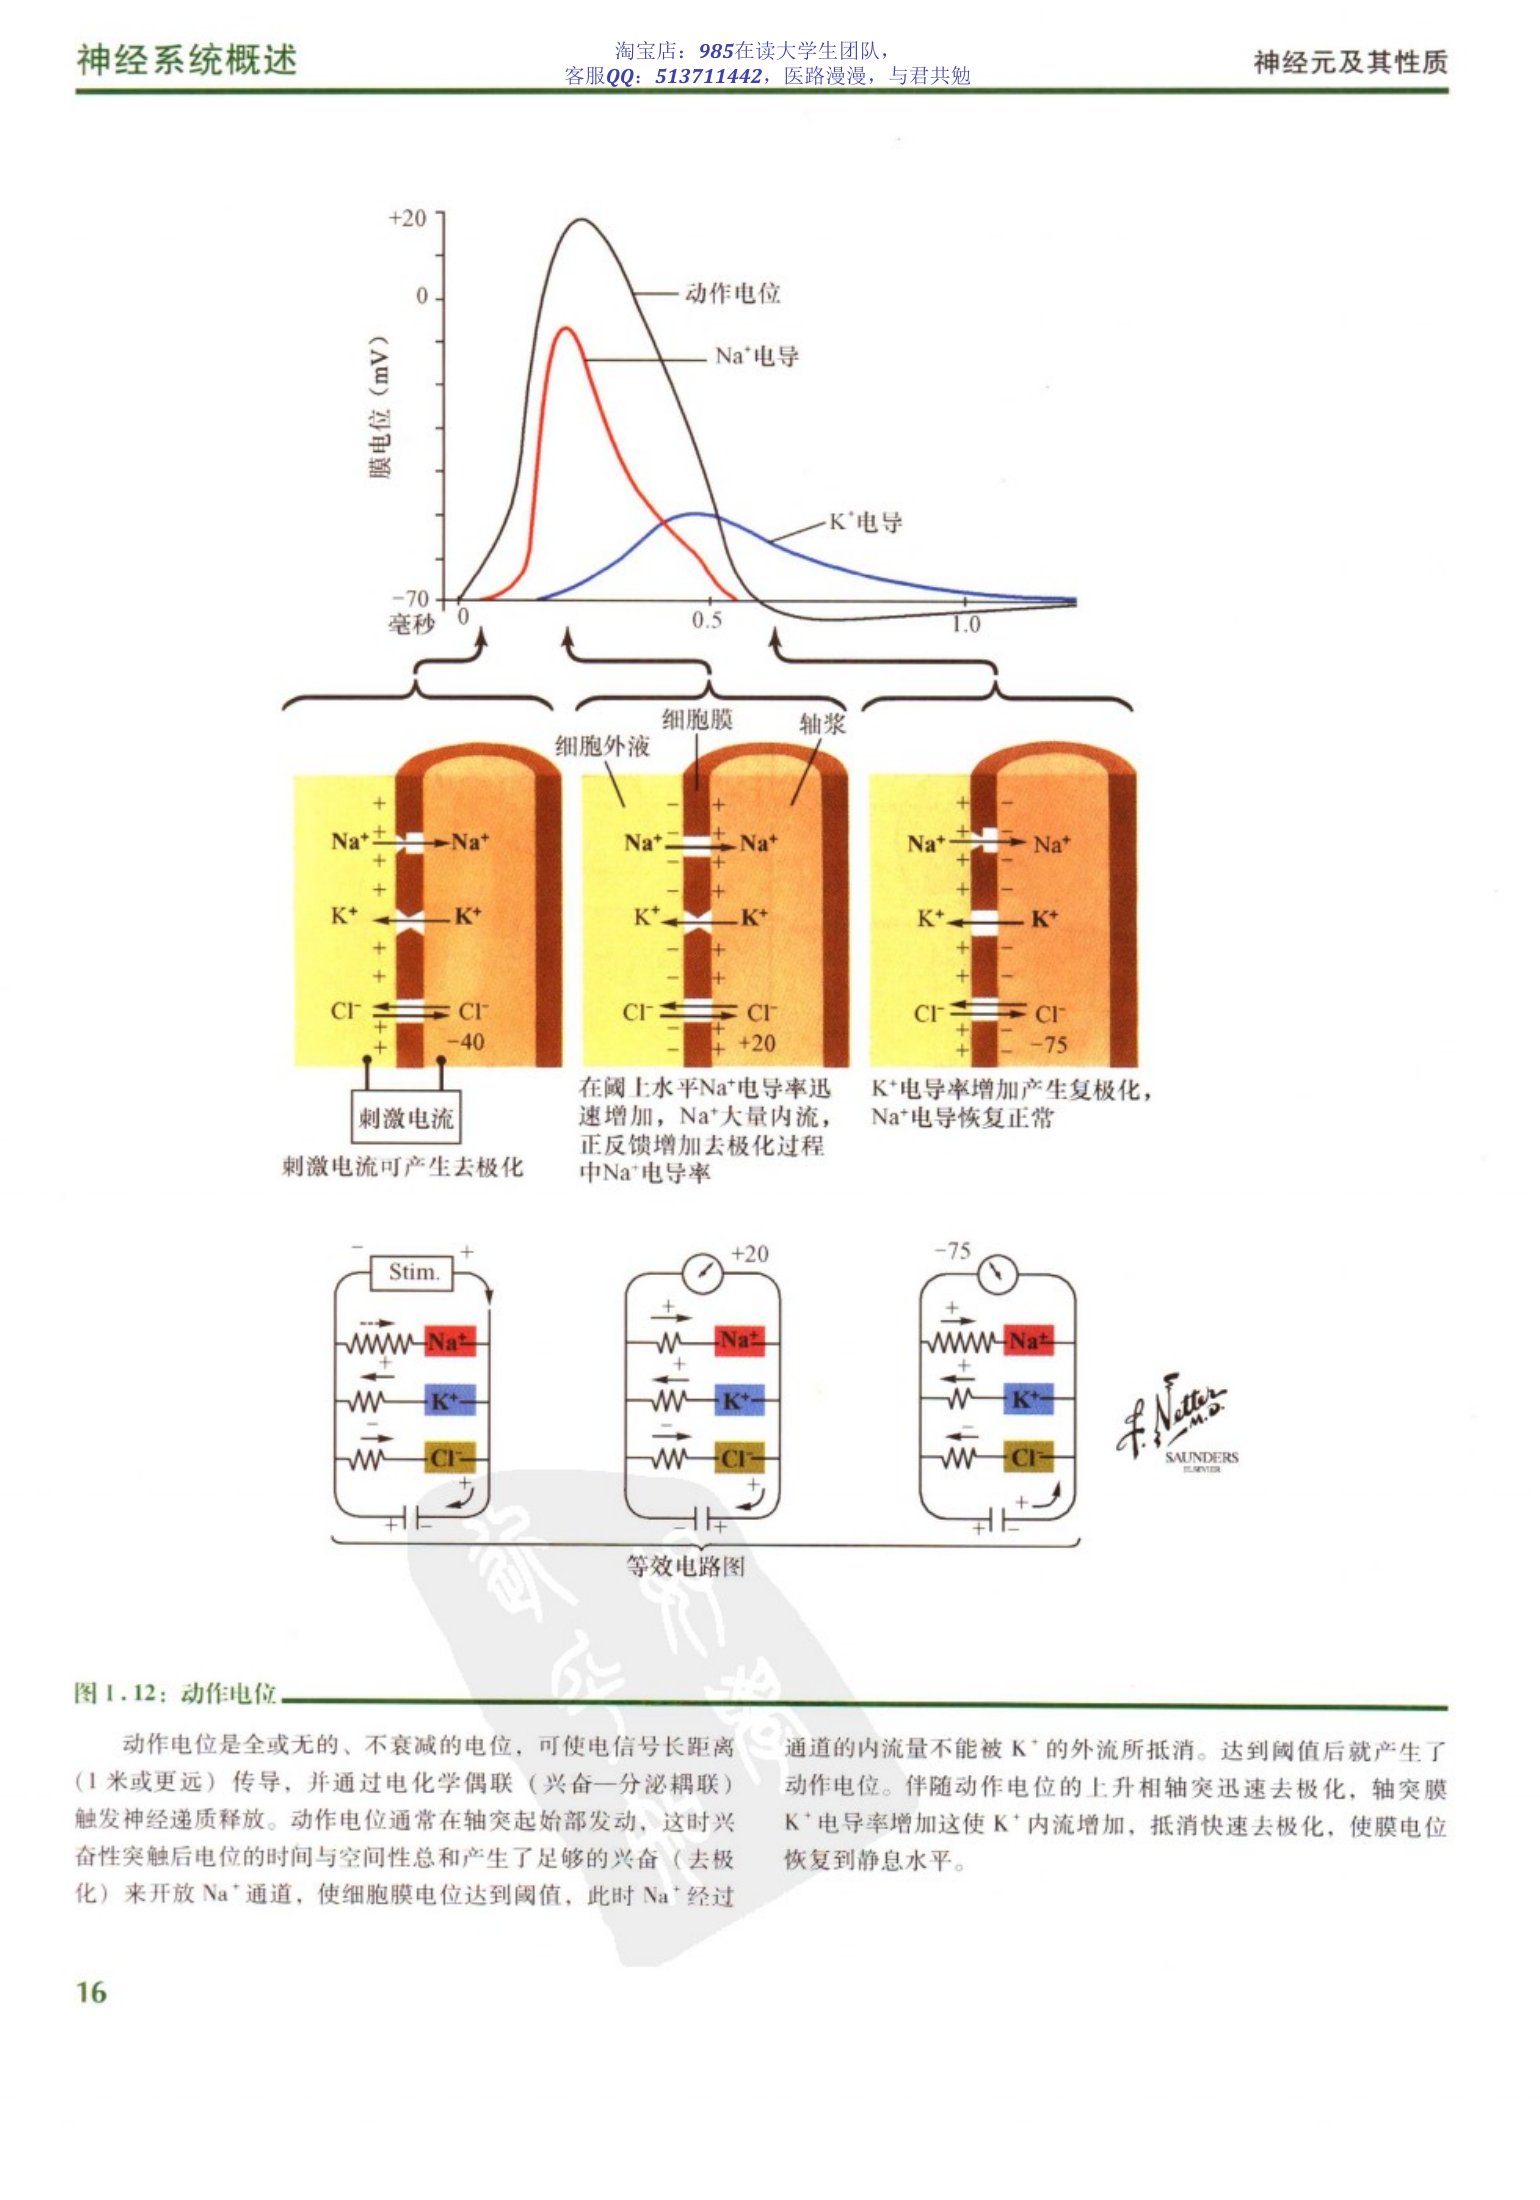 神经系统概述
淘宝店：985在读大学生团队，
客服QQ：513711442，医路漫漫，与君共勉
神经元及其性质
+20
0
膜电位（mV）
-70
毫秒
0
0.5
1.0
动作电位
Na⁺电导
K⁺电导
细胞膜
轴浆
细胞外液
Na⁺ Na⁺
K⁺ K⁺
Cl⁻ Cl⁻
-40
Na⁺ Na⁺
K⁺ K⁺
Cl⁻ Cl⁻
+20
Na⁺ Na⁺
K⁺ K⁺
Cl⁻ Cl⁻
-75
刺激电流
刺激电流可产生去极化
在阈上水平Na⁺电导率迅
速增加，Na⁺大量内流，
正反馈增加去极化过程
中Na⁺电导率
K⁺电导率增加产生复极化，
Na⁺电导恢复正常
Stim.
Na⁺
K⁺
Cl⁻
+20
Na⁺
K⁺
Cl⁻
-75
Na⁺
K⁺
Cl⁻
等效电路图
F. Netter
M.D.
SAUNDERS
ELSEVIER
图 1.12：动作电位
动作电位是全或无的、不衰减的电位，可使电信号长距离
(1 米或更远）传导，并通过电化学偶联（兴奋—分泌耦联）
触发神经递质释放。动作电位通常在轴突起始部发动，这时兴
奋性突触后电位的时间与空间性总和产生了足够的兴奋（去极
化）来开放 Na⁺通道，使细胞膜电位达到阈值，此时 Na⁺经过
通道的内流量不能被 K⁺的外流所抵消。达到阈值后就产生了
动作电位。伴随动作电位的上升相轴突迅速去极化，轴突膜
K⁺电导率增加这使 K⁺内流增加，抵消快速去极化，使膜电位
恢复到静息水平。
16